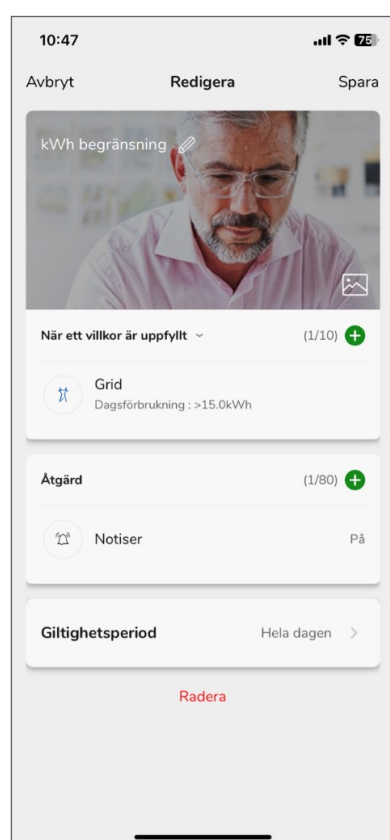 10:47
75
Avbryt
Redigera
Spara
kWh begränsning
När ett villkor är uppfyllt
(1/10)
Grid
Dagsförbrukning : >15.0kWh
Åtgärd
(1/80)
Notiser
På
Giltighetsperiod
Hela dagen
Radera